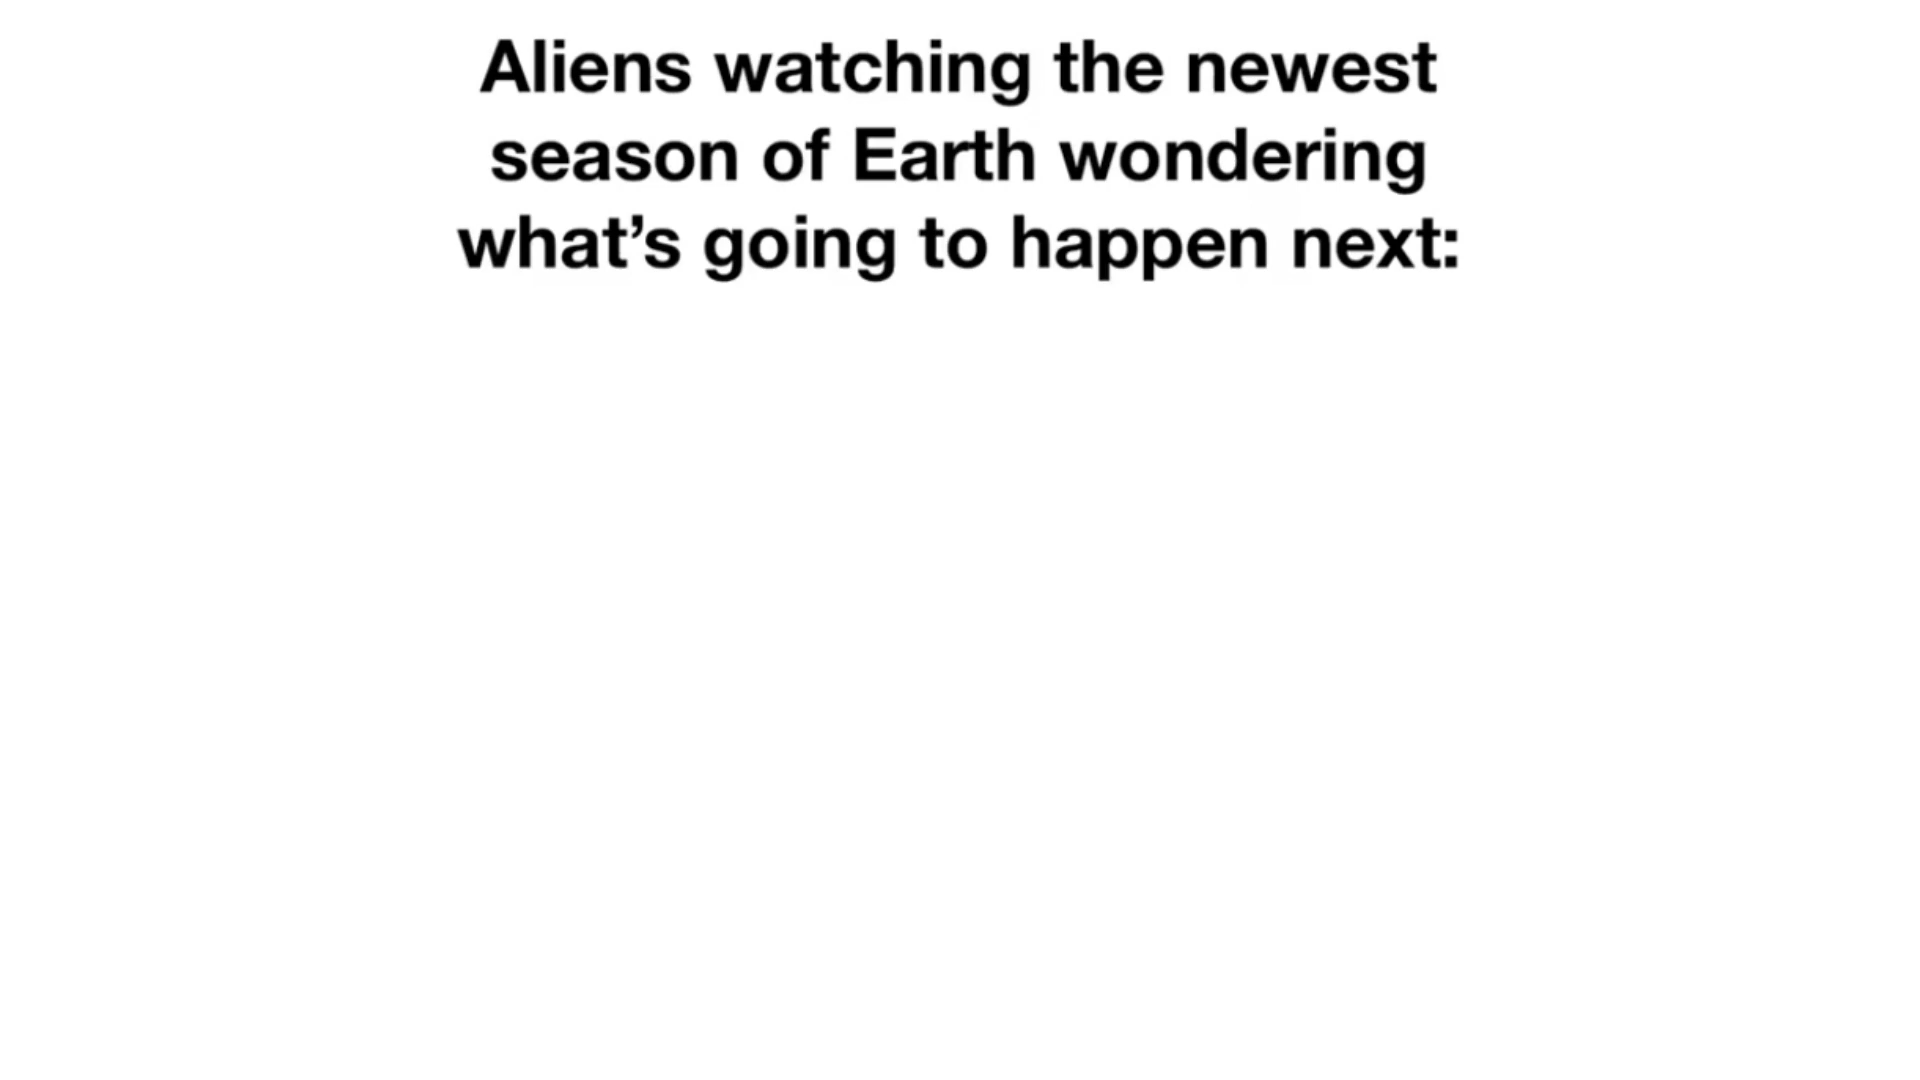 Aliens watching the newest
season of Earth wondering
what’s going to happen next: